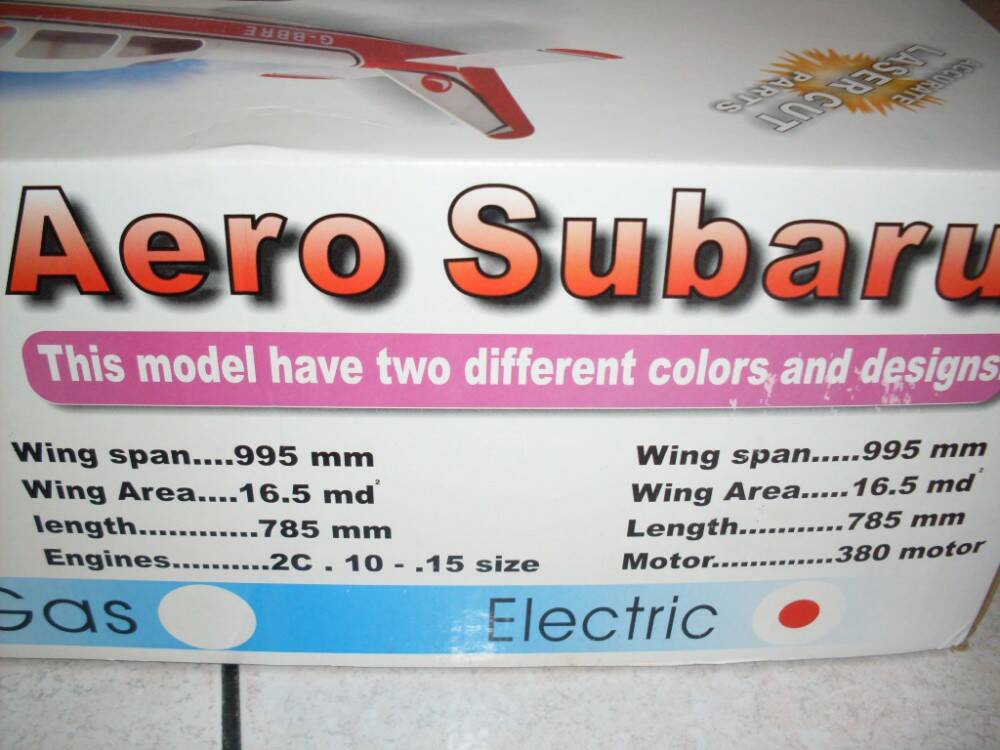 G-BBRE
ACCURATE
LASER CUT
PARTS
Aero Subaru
This model have two different colors and designs.
Wing span....995 mm
Wing Area....16.5 md²
length............785 mm
Engines..........2C . 10 - .15 size
Wing span.....995 mm
Wing Area.....16.5 md²
Length...........785 mm
Motor.............380 motor
Gas
Electric